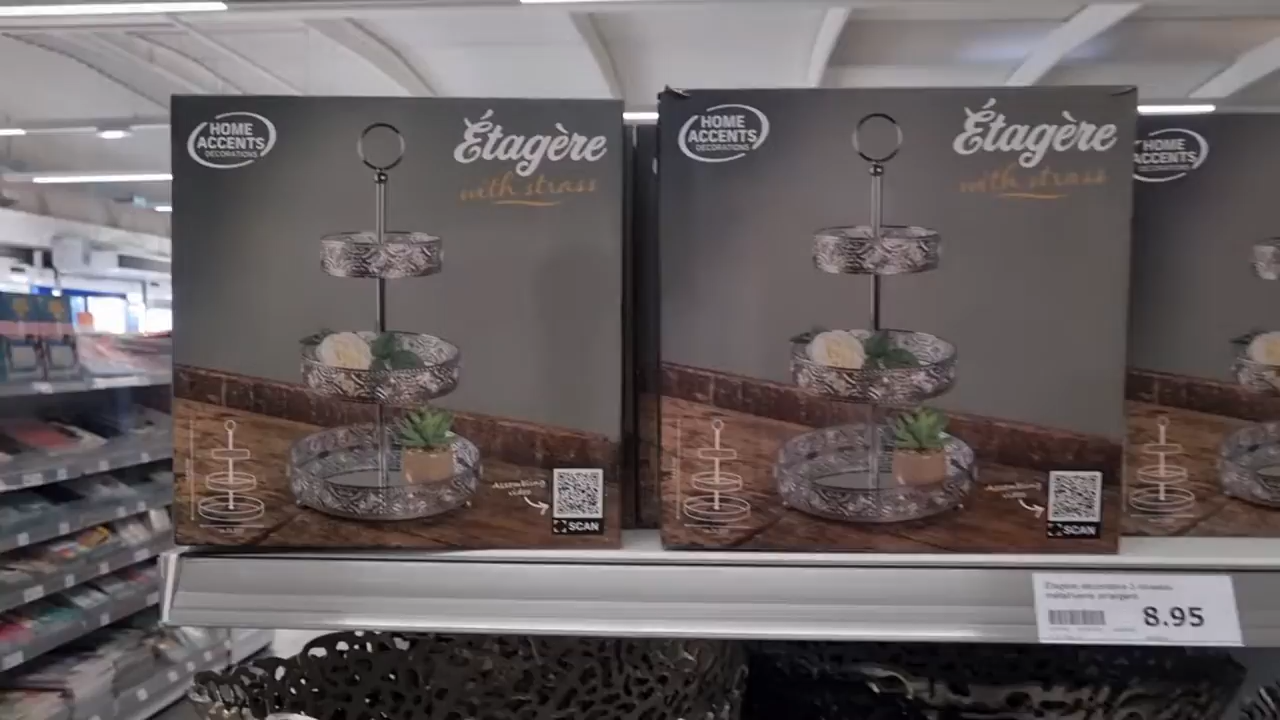 HOME
ACCENTS
DECORATIONS
Étagère
with strass
Assembling
video
SCAN
HOME
ACCENTS
DECORATIONS
Étagère
with strass
Assembling
video
SCAN
HOME
ACCENTS
DECORATIONS
8.95